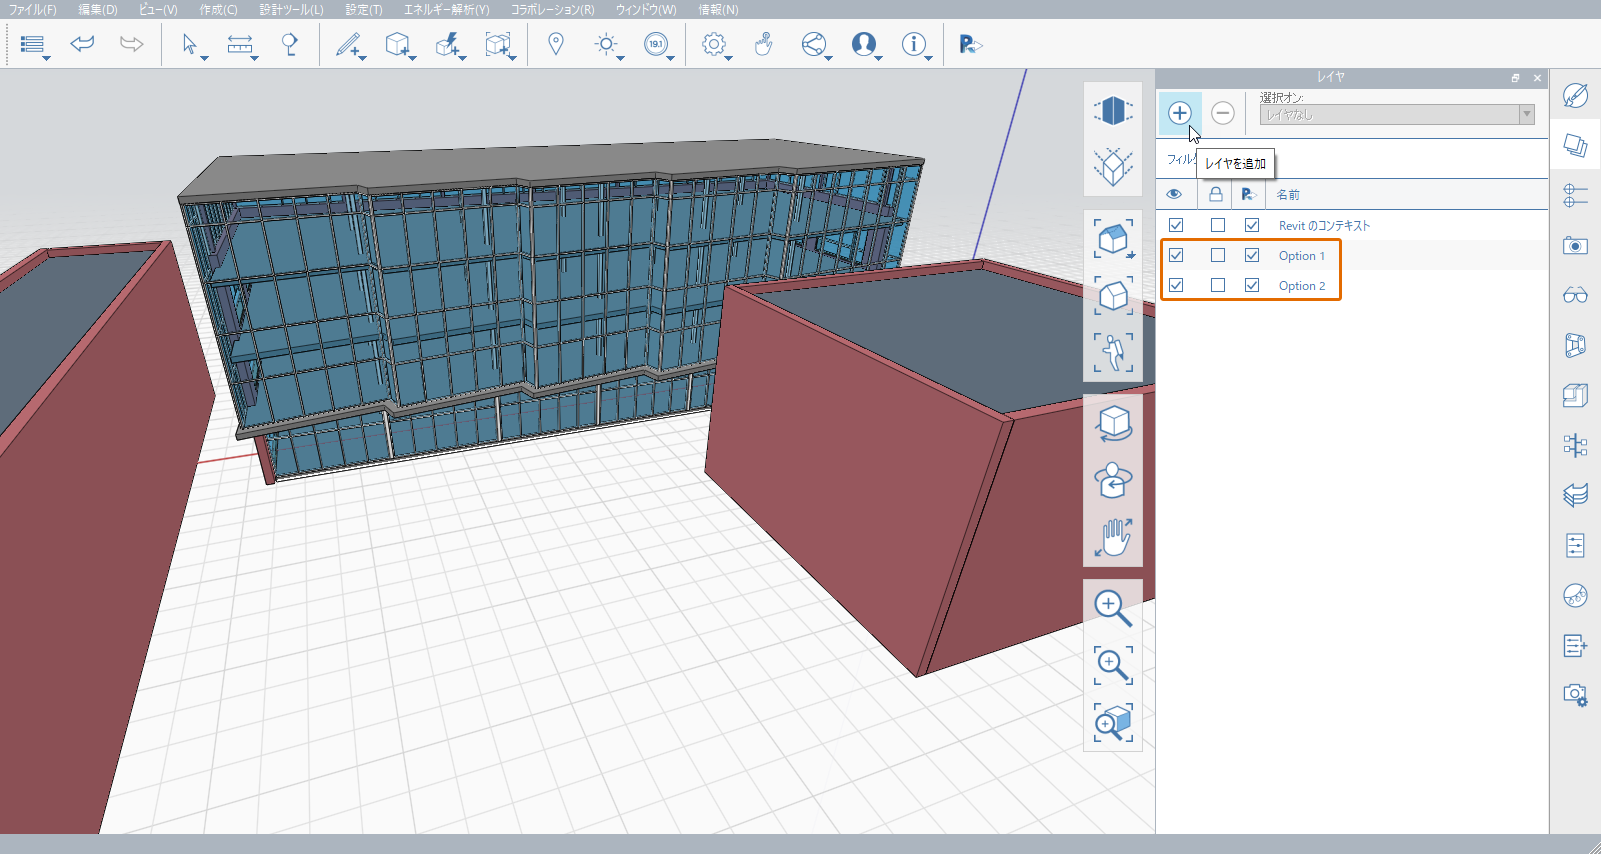 ファイル(F) 編集(D) ビュー(V) 作成(C) 設計ツール(L) 設定(T) エネルギー解析(Y) コラボレーション(R) ウィンドウ(W) 情報(N)
19.1
レイヤ
選択オン:
レイヤなし
レイヤを追加
名前
Revit のコンテキスト
Option 1
Option 2